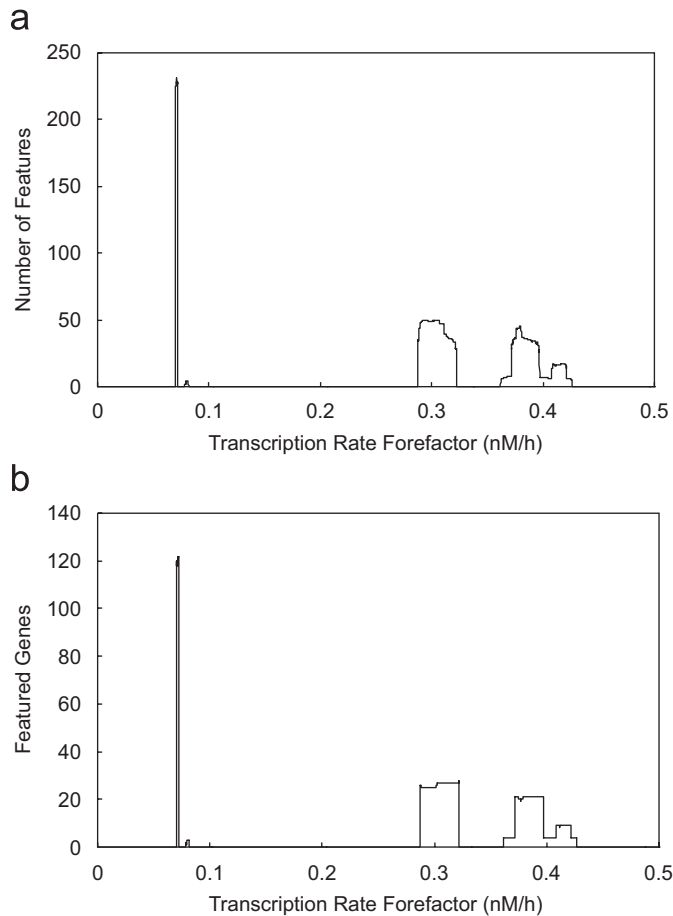 a
250
200
150
100
50
0
Number of Features
0 0.1 0.2 0.3 0.4 0.5
Transcription Rate Forefactor (nM/h)
b
140
120
100
80
60
40
20
0
Featured Genes
0 0.1 0.2 0.3 0.4 0.5
Transcription Rate Forefactor (nM/h)